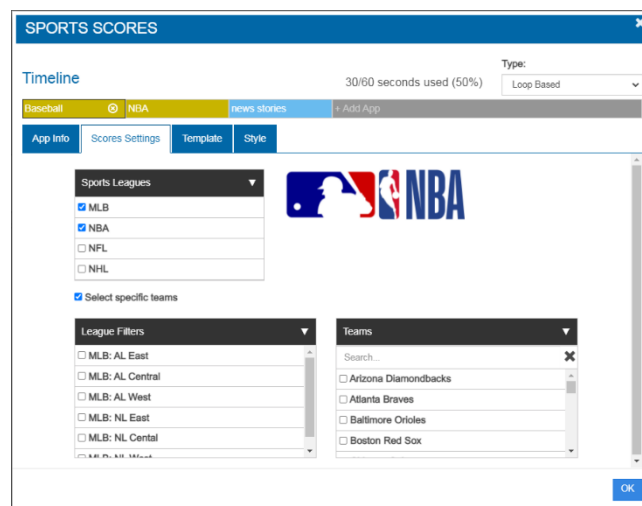 SPORTS SCORES
Type:
Timeline
30/60 seconds used (50%)
Loop Based
Baseball
NBA
news stories
+ Add App
App Info
Scores Settings
Template
Style
Sports Leagues
MLB
NBA
NFL
NHL
NBA
Select specific teams
League Filters
MLB: AL East
MLB: AL Central
MLB: AL West
MLB: NL East
MLB: NL Cental
MLB: NL West
Teams
Search...
Arizona Diamondbacks
Atlanta Braves
Baltimore Orioles
Boston Red Sox
OK